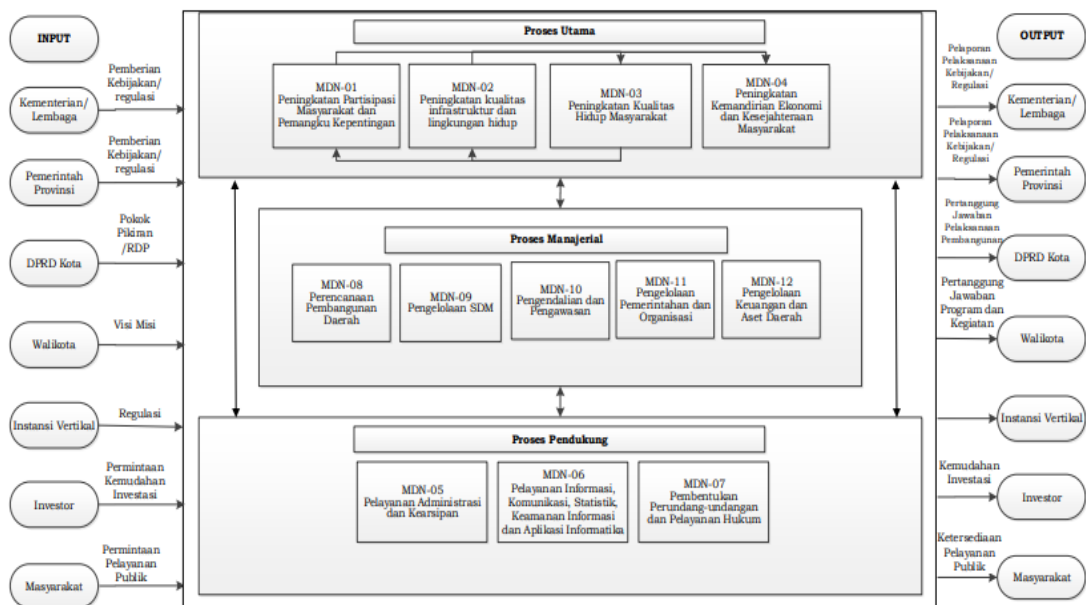 INPUT
Pemberian
Kebijakan/
regulasi
Kementerian/
Lembaga
Pemberian
Kebijakan/
regulasi
Pemerintah
Provinsi
Pokok
Pikiran
/RDP
DPRD Kota
Visi Misi
Walikota
Regulasi
Instansi Vertikal
Permintaan
Kemudahan
Investasi
Investor
Permintaan
Pelayanan
Publik
Masyarakat
Proses Utama
MDN-01
Peningkatan Partisipasi
Masyarakat dan
Pemangku Kepentingan
MDN-02
Peningkatan kualitas
infrastruktur dan
lingkungan hidup
MDN-03
Peningkatan Kualitas
Hidup Masyarakat
MDN-04
Peningkatan
Kemandirian Ekonomi
dan Kesejahteraan
Masyarakat
Proses Manajerial
MDN-08
Perencanaan
Pembangunan
Daerah
MDN-09
Pengelolaan SDM
MDN-10
Pengendalian dan
Pengawasan
MDN-11
Pengelolaan
Pemerintahan dan
Organisasi
MDN-12
Pengelolaan
Keuangan dan
Aset Daerah
Proses Pendukung
MDN-05
Pelayanan Administrasi
dan Kearsipan
MDN-06
Pelayanan Informasi,
Komunikasi, Statistik,
Keamanan Informasi
dan Aplikasi Informatika
MDN-07
Pembentukan
Perundang-undangan
dan Pelayanan Hukum
OUTPUT
Pelaporan
Pelaksanaan
Kebijakan/
Regulasi
Kementerian/
Lembaga
Pelaporan
Pelaksanaan
Kebijakan/
Regulasi
Pemerintah
Provinsi
Pertanggung
Jawaban
Pelaksanaan
Pembangunan
DPRD Kota
Pertanggung
Jawaban
Program dan
Kegiatan
Walikota
Instansi Vertikal
Kemudahan
Investasi
Investor
Ketersediaan
Pelayanan
Publik
Masyarakat